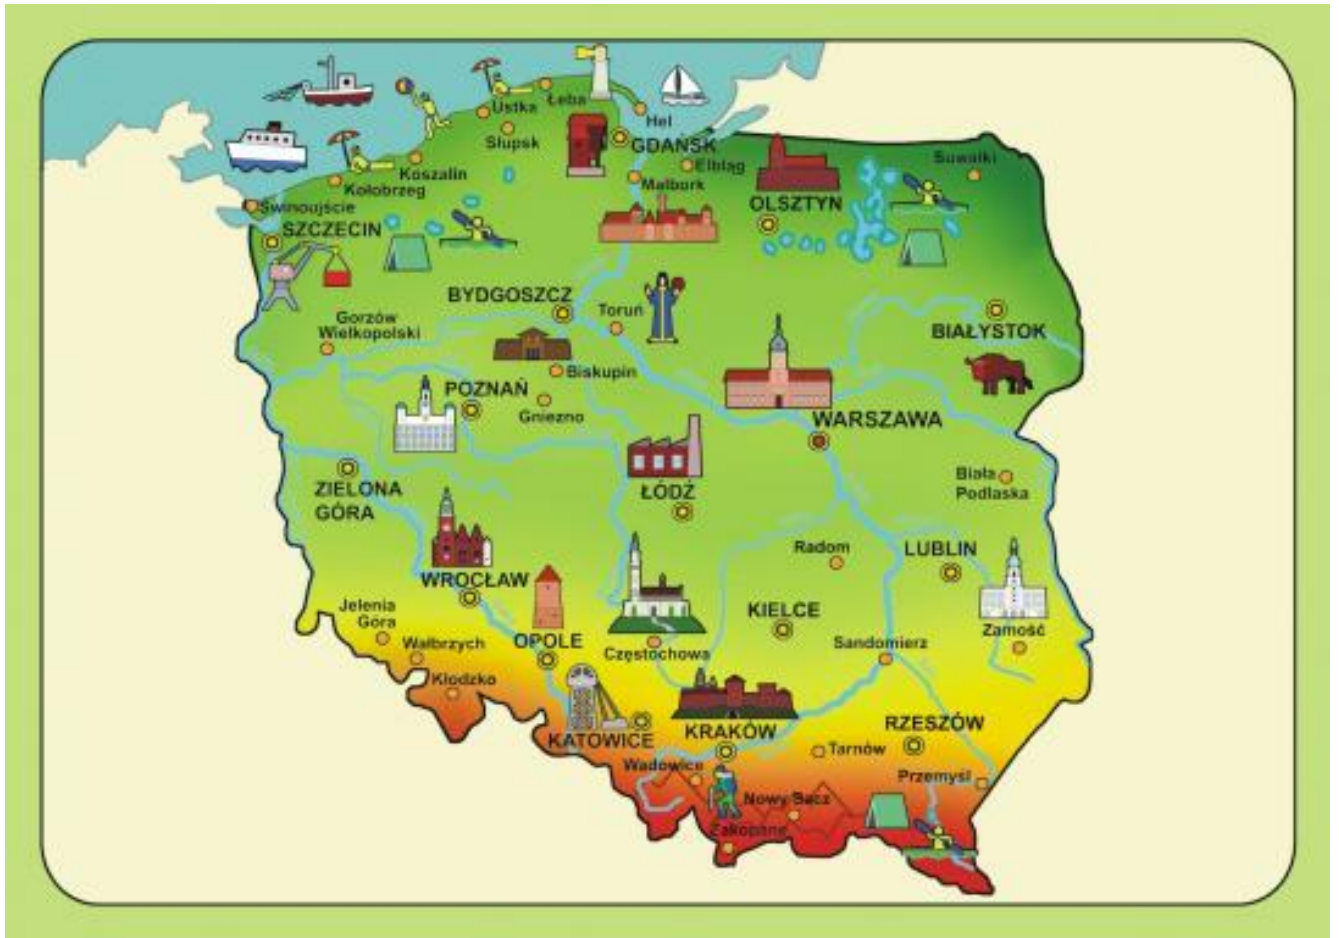 Ustka
Łeba
Hel
Słupsk
GDAŃSK
Elbląg
Suwałki
Koszalin
Kołobrzeg
Malbork
Świnoujście
OLSZTYN
SZCZECIN
BYDGOSZCZ
Toruń
Gorzów
Wielkopolski
BIAŁYSTOK
Biskupin
POZNAŃ
Gniezno
WARSZAWA
Biała
Podlaska
ZIELONA
GÓRA
ŁÓDŹ
Radom
LUBLIN
WROCŁAW
Jelenia
Góra
KIELCE
Zamość
Wałbrzych
OPOLE
Częstochowa
Sandomierz
Kłodzko
RZESZÓW
KATOWICE
KRAKÓW
Tarnów
Wadowice
Przemyśl
Nowy Sącz
Zakopane